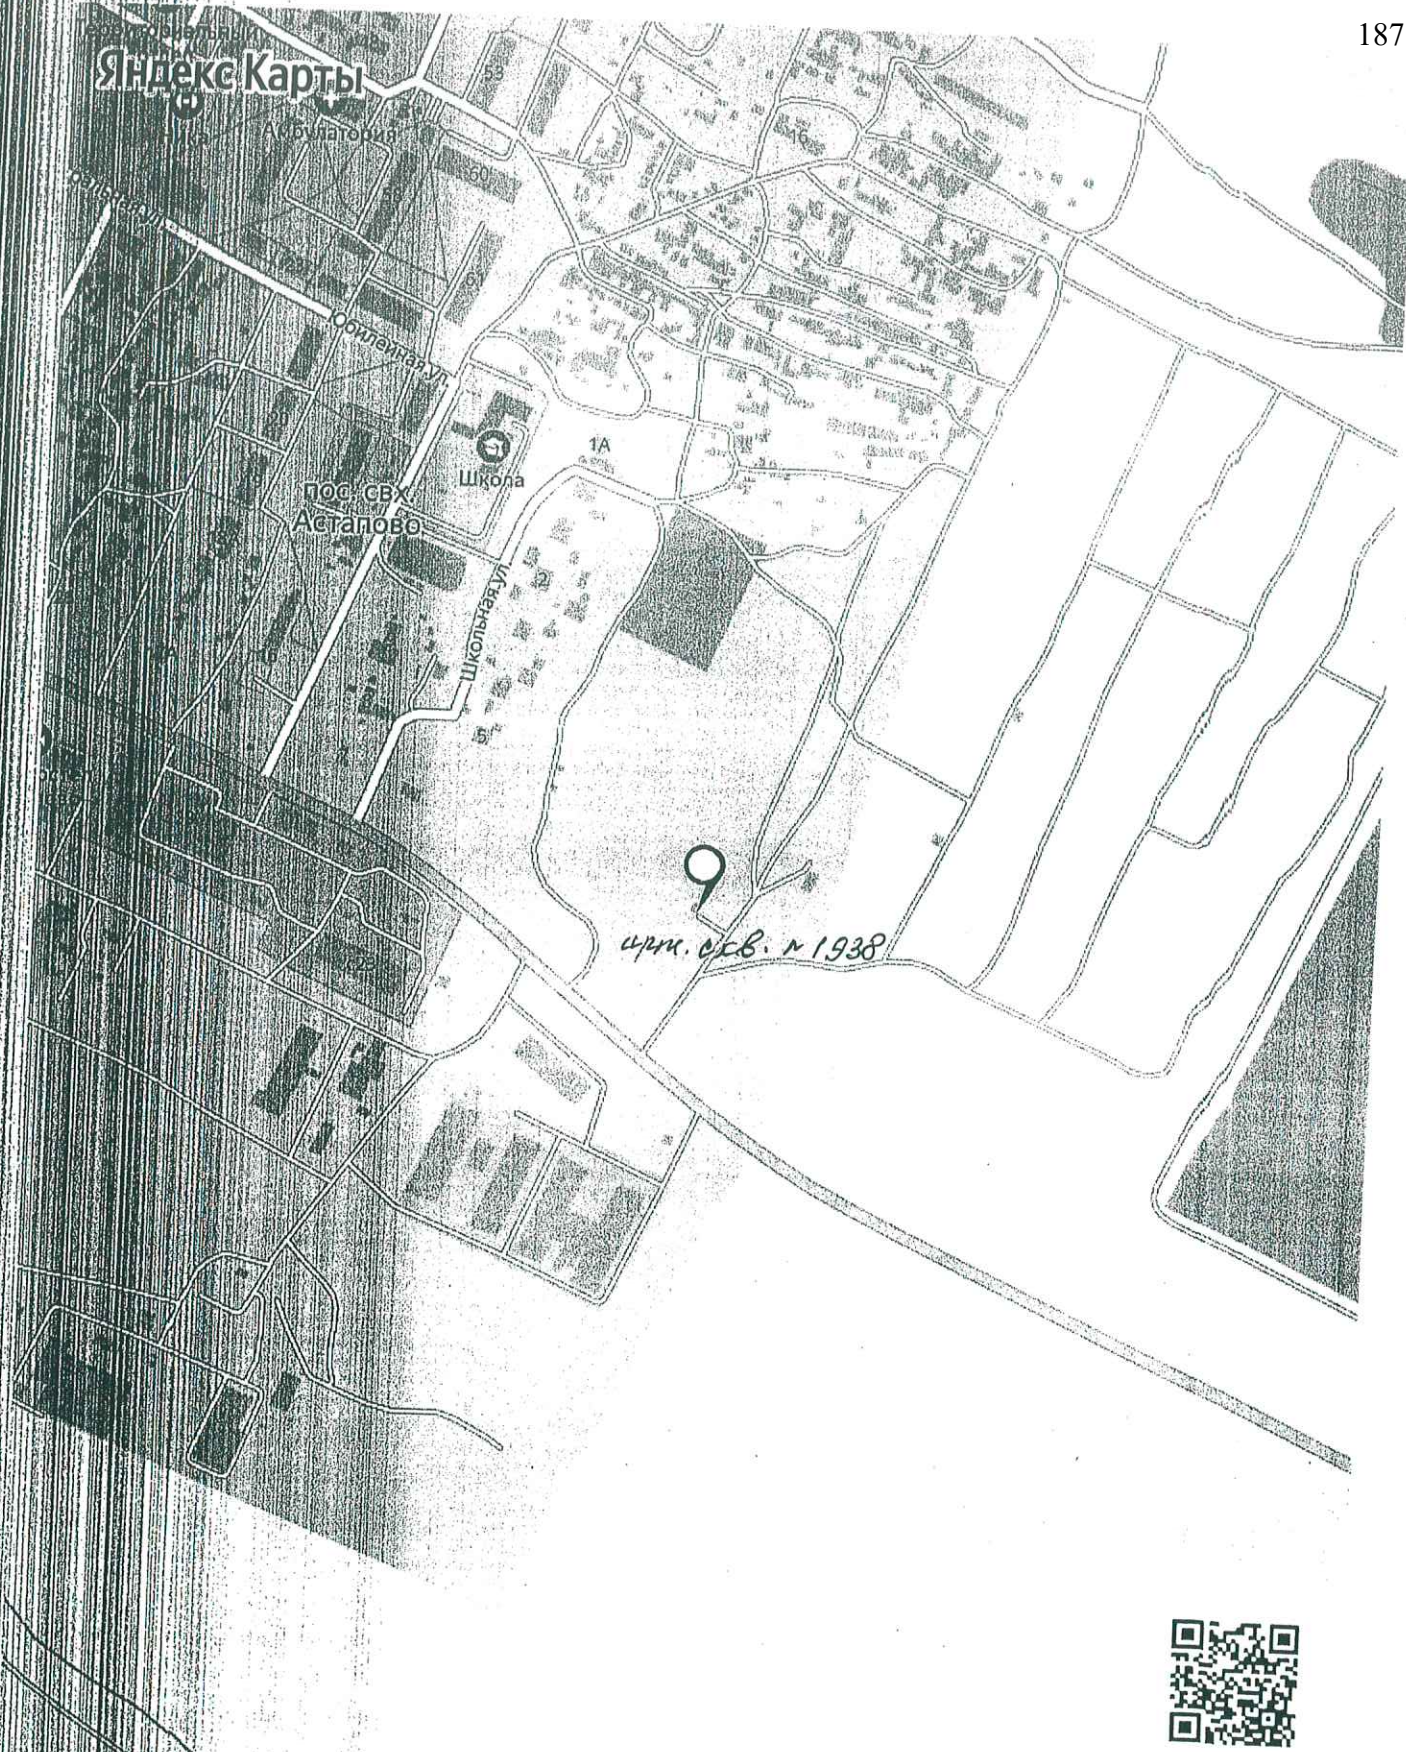 187
Территориальный
Яндекс Карты
53
Амбулатория
16
60
61
Юбилейная ул.
1А
Школа
пос. свх
Астапово
2
Школьная ул.
5
арт. скв. № 1938